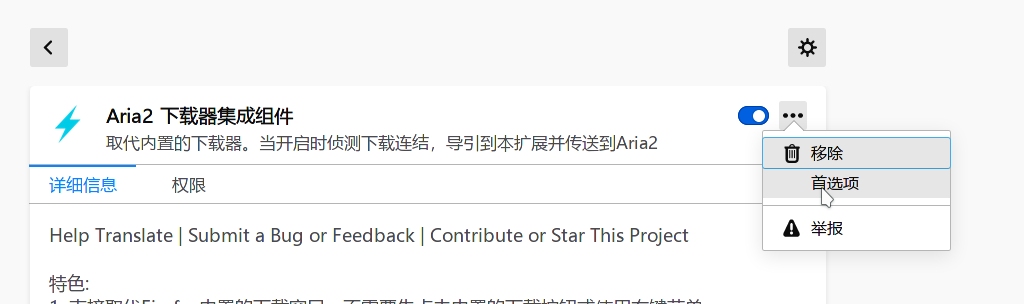 Aria2 下载器集成组件
取代内置的下载器。当开启时侦测下载连结，导引到本扩展并传送到Aria2
移除
首选项
举报
详细信息 权限
Help Translate | Submit a Bug or Feedback | Contribute or Star This Project
特色: